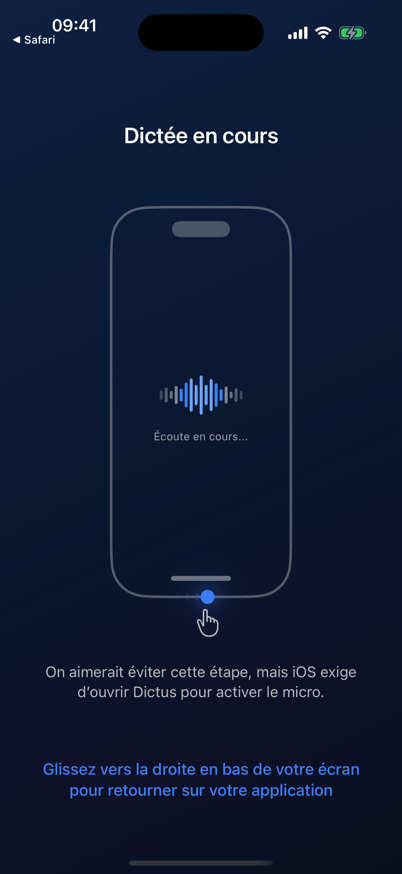 09:41
◀ Safari
Dictée en cours
Écoute en cours...
On aimerait éviter cette étape, mais iOS exige
d’ouvrir Dictus pour activer le micro.
Glissez vers la droite en bas de votre écran
pour retourner sur votre application